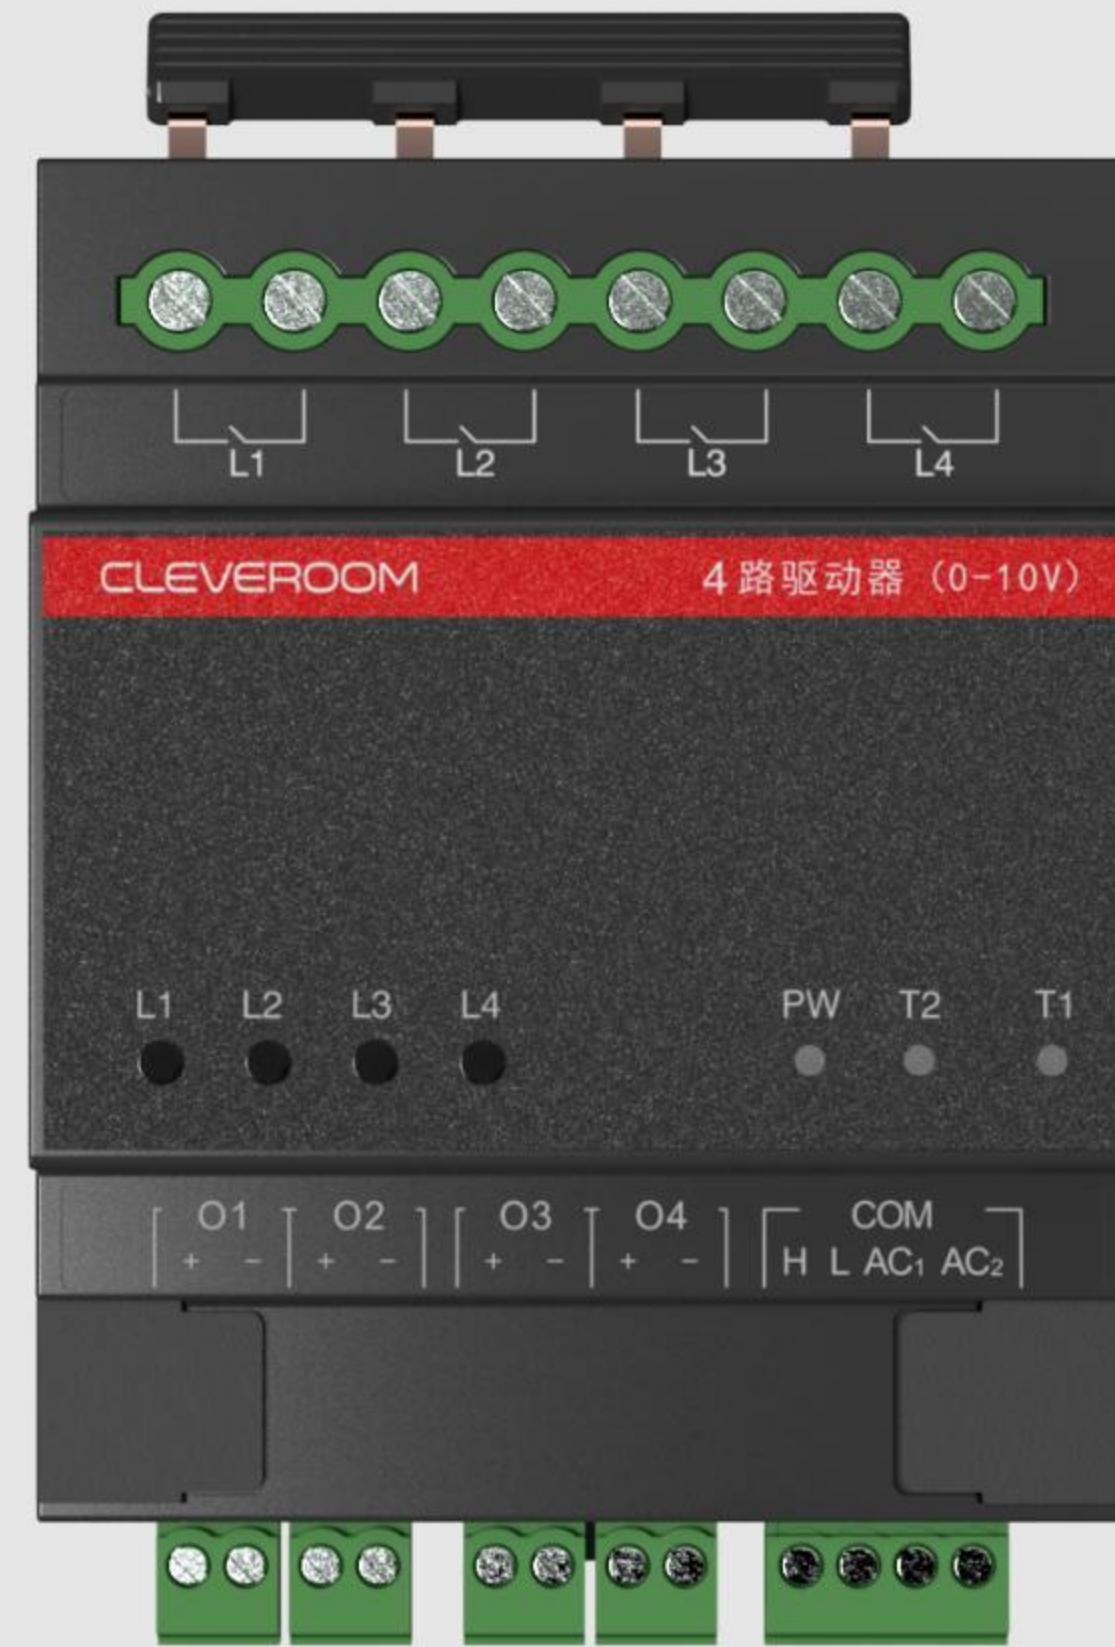 L1 L2 L3 L4
CLEVEROOM 4路驱动器（0-10V）
L1 L2 L3 L4 PW T2 T1
O1 O2 O3 O4 COM
+ − + − + − + − H L AC₁ AC₂